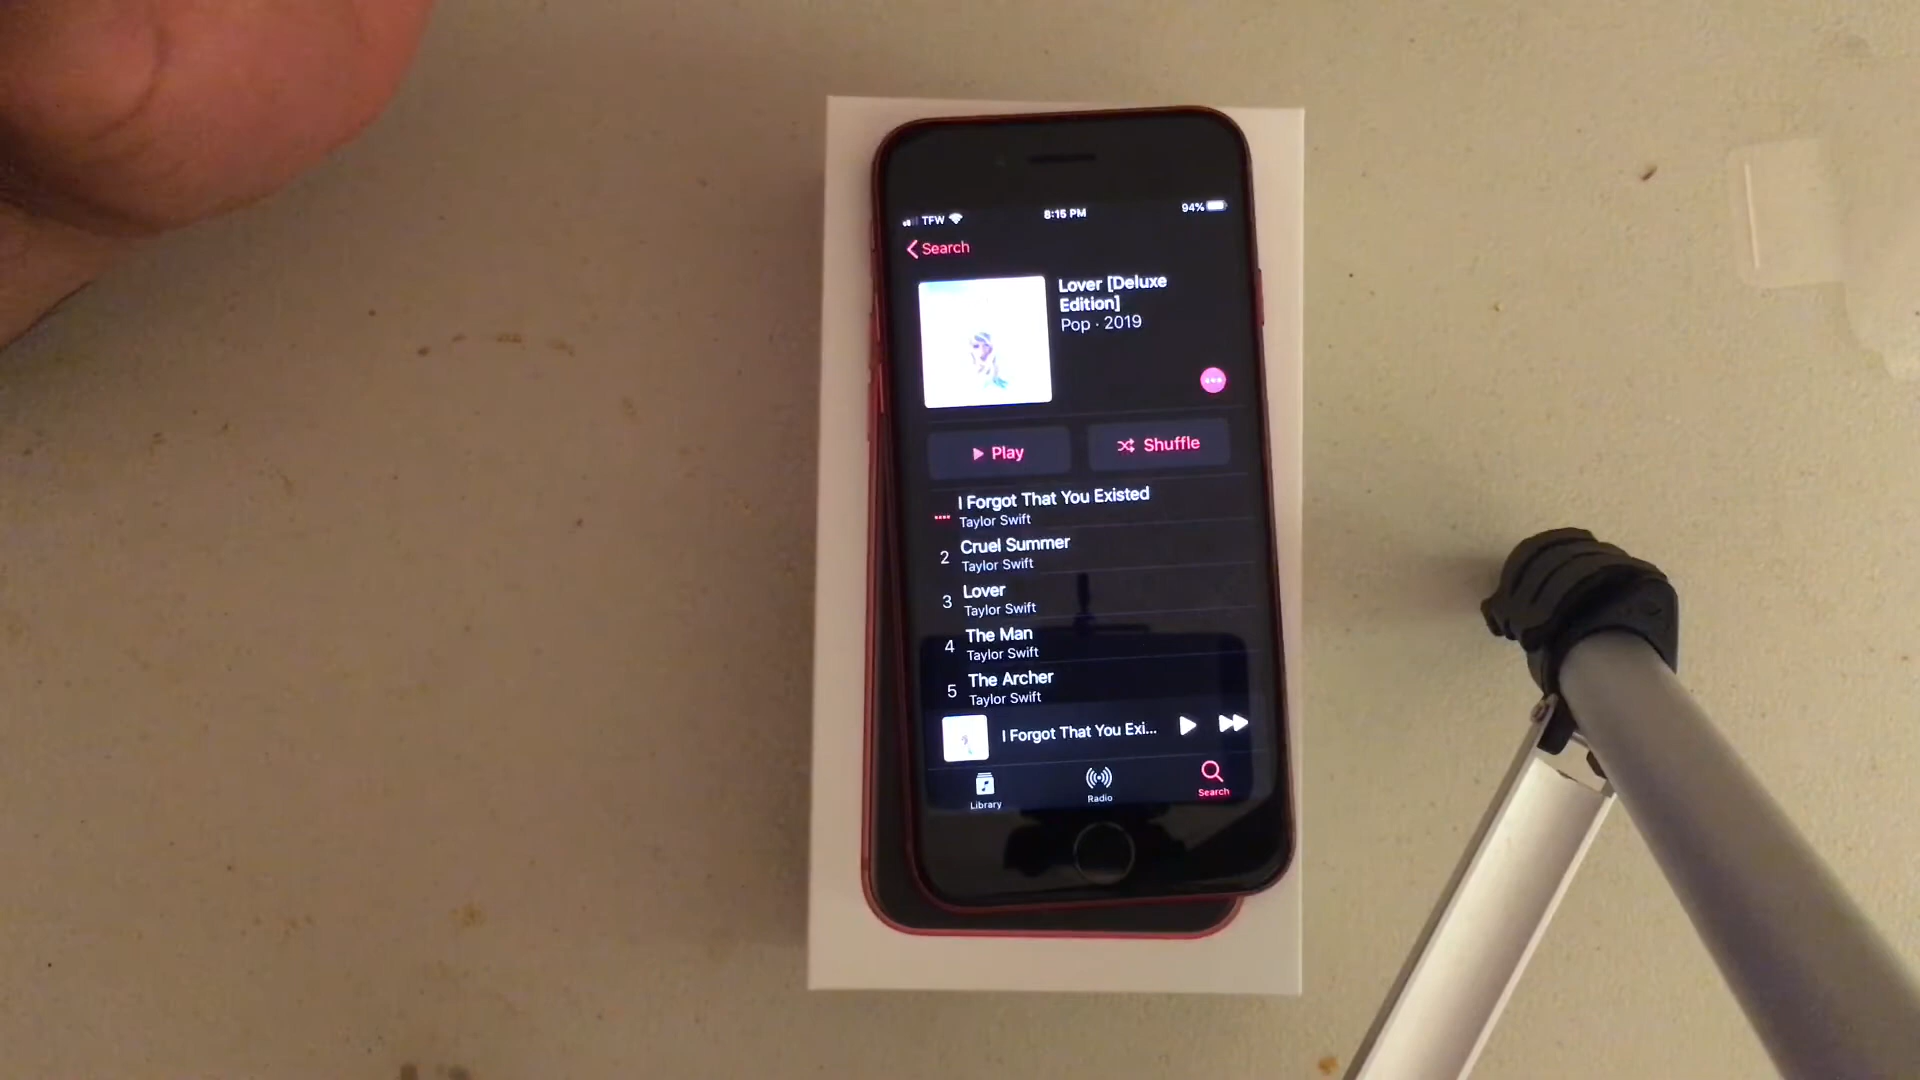 TFW
8:15 PM
94%
Search
Lover [Deluxe
Edition]
Pop · 2019
Play
Shuffle
I Forgot That You Existed
Taylor Swift
2
Cruel Summer
Taylor Swift
3
Lover
Taylor Swift
4
The Man
Taylor Swift
5
The Archer
Taylor Swift
I Forgot That You Exi...
Library
Radio
Search